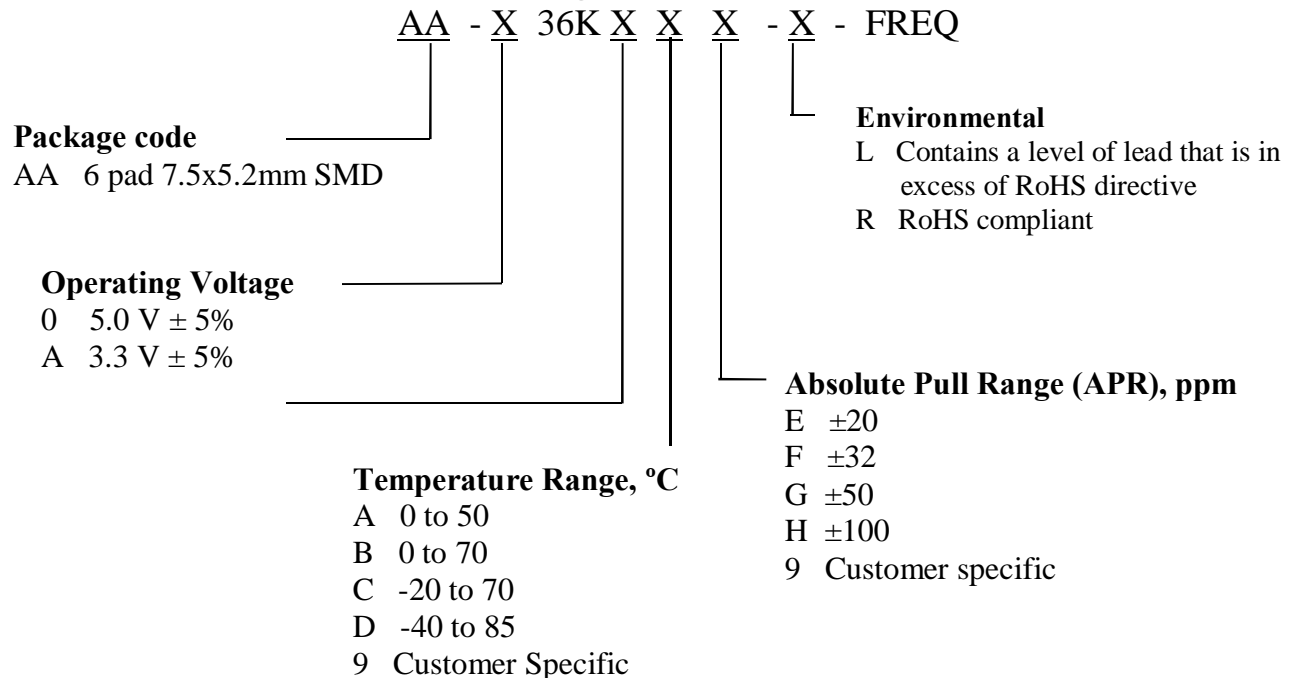 AA - X 36K X X X - X - FREQ
Package code
AA 6 pad 7.5x5.2mm SMD
Operating Voltage
0 5.0 V ± 5%
A 3.3 V ± 5%
Temperature Range, ºC
A 0 to 50
B 0 to 70
C -20 to 70
D -40 to 85
9 Customer Specific
Environmental
L Contains a level of lead that is in
excess of RoHS directive
R RoHS compliant
Absolute Pull Range (APR), ppm
E ±20
F ±32
G ±50
H ±100
9 Customer specific